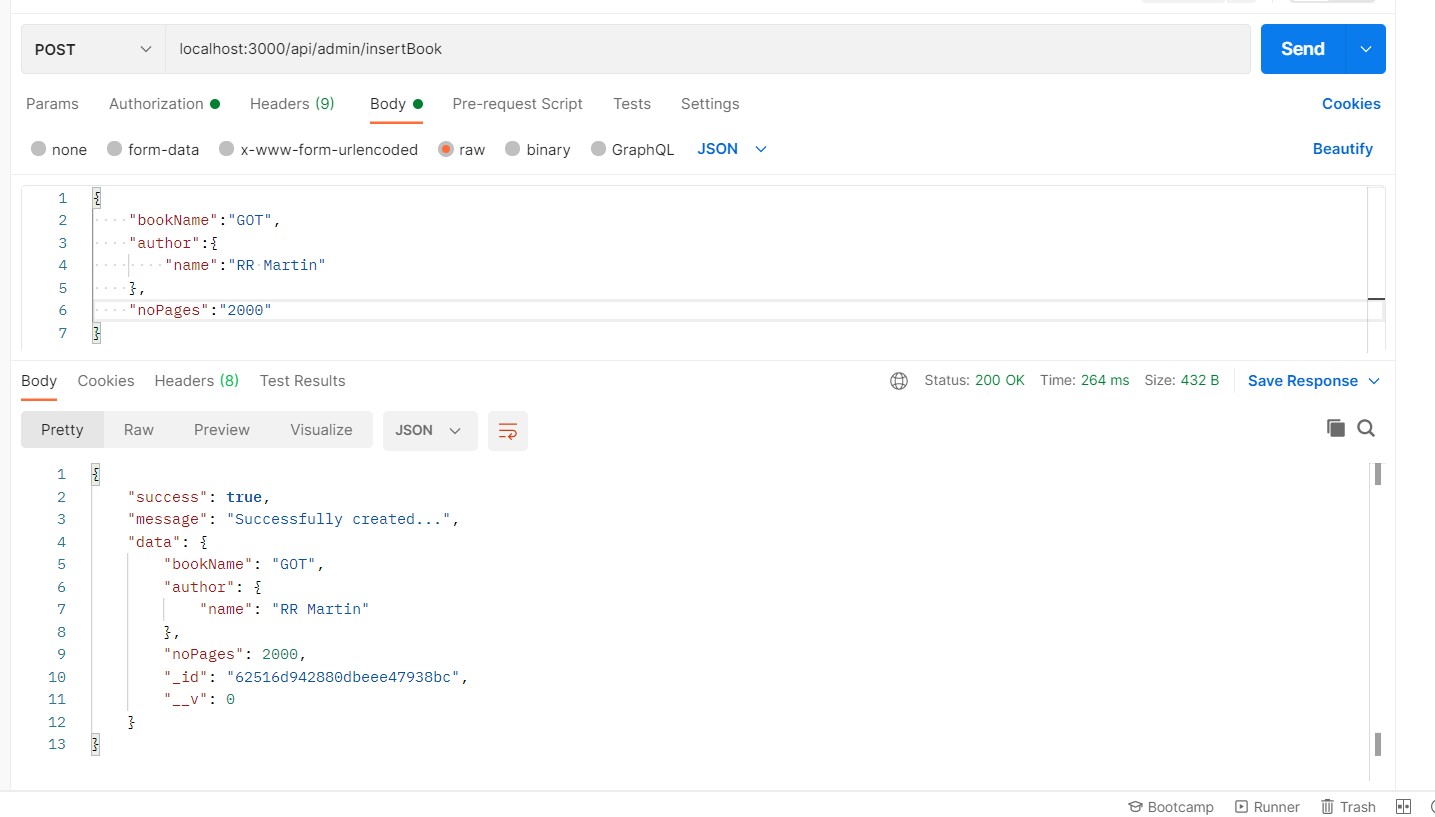 POST localhost:3000/api/admin/insertBook Send
Params Authorization Headers (9) Body Pre-request Script Tests Settings Cookies
none form-data x-www-form-urlencoded raw binary GraphQL JSON Beautify
1 {
2 "bookName":"GOT",
3 "author":{
4 "name":"RR Martin"
5 },
6 "noPages":"2000"
7 }
Body Cookies Headers (8) Test Results Status: 200 OK Time: 264 ms Size: 432 B Save Response
Pretty Raw Preview Visualize JSON
1 {
2 "success": true,
3 "message": "Successfully created...",
4 "data": {
5 "bookName": "GOT",
6 "author": {
7 "name": "RR Martin"
8 },
9 "noPages": 2000,
10 "_id": "62516d942880dbeee47938bc",
11 "__v": 0
12 }
13 }
Bootcamp Runner Trash